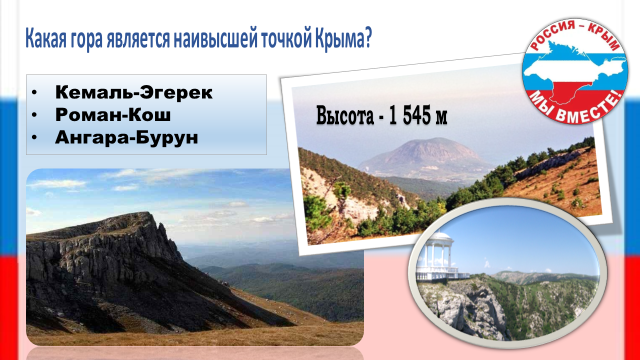 Какая гора является наивысшей точкой Крыма?
• Кемаль-Эгерек
• Роман-Кош
• Ангара-Бурун
Высота - 1 545 м
РОССИЯ – КРЫМ
МЫ ВМЕСТЕ!